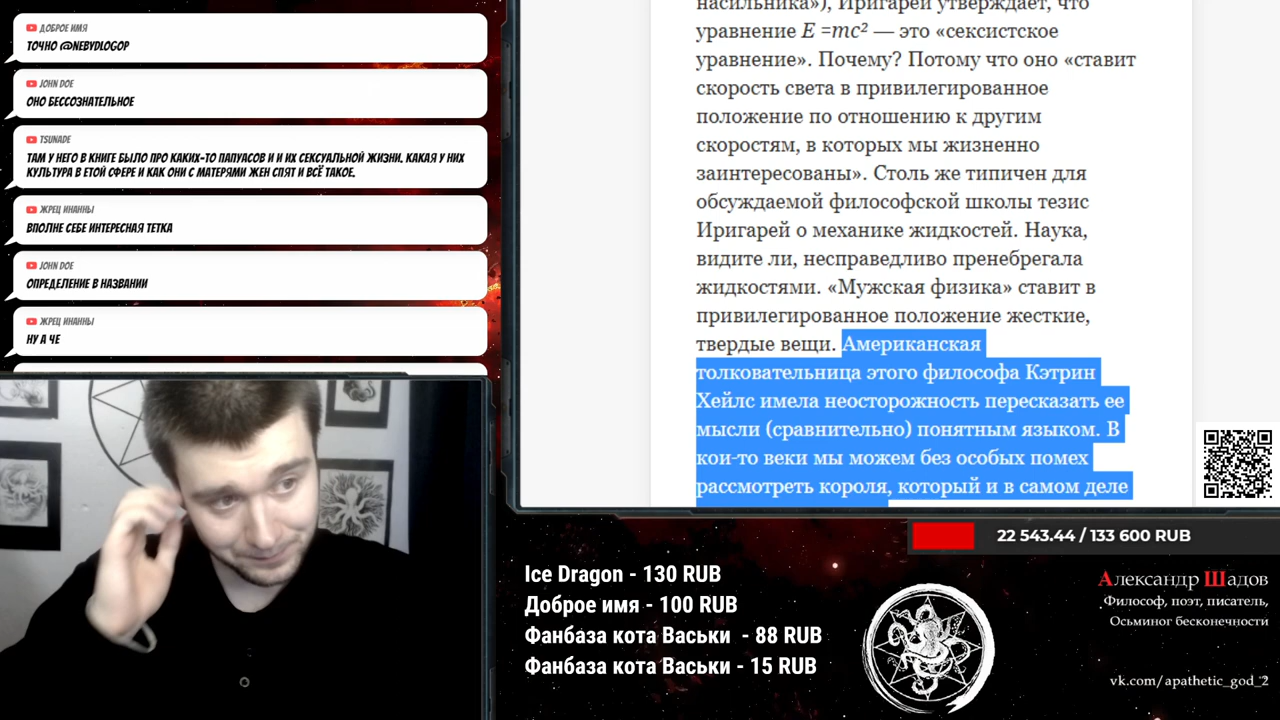 ДОБРОЕ ИМЯ
ТОЧНО @NEBYDLOGOP
JOHN DOE
ОНО БЕССОЗНАТЕЛЬНОЕ
TSUNADE
ТАМ У НЕГО В КНИГЕ БЫЛО ПРО КАКИХ-ТО ПАПУАСОВ И И ИХ СЕКСУАЛЬНОЙ ЖИЗНИ. КАКАЯ У НИХ
КУЛЬТУРА В ЕТОЙ СФЕРЕ И КАК ОНИ С МАТЕРЯМИ ЖЕН СПЯТ И ВСЁ ТАКОЕ.
ЖРЕЦ ИНАННЫ
ВПОЛНЕ СЕБЕ ИНТЕРЕСНАЯ ТЕТКА
JOHN DOE
ОПРЕДЕЛЕНИЕ В НАЗВАНИИ
ЖРЕЦ ИНАННЫ
НУ А ЧЕ
насильника»), Иригарей утверждает, что
уравнение E =mc² — это «сексистское
уравнение». Почему? Потому что оно «ставит
скорость света в привилегированное
положение по отношению к другим
скоростям, в которых мы жизненно
заинтересованы». Столь же типичен для
обсуждаемой философской школы тезис
Иригарей о механике жидкостей. Наука,
видите ли, несправедливо пренебрегала
жидкостями. «Мужская физика» ставит в
привилегированное положение жесткие,
твердые вещи. Американская
толковательница этого философа Кэтрин
Хейлс имела неосторожность пересказать ее
мысли (сравнительно) понятным языком. В
кои-то веки мы можем без особых помех
рассмотреть короля, который и в самом деле
22 543.44 / 133 600 RUB
Ice Dragon - 130 RUB
Доброе имя - 100 RUB
Фанбаза кота Васьки - 88 RUB
Фанбаза кота Васьки - 15 RUB
Александр Шадов
Философ, поэт, писатель,
Осьминог бесконечности
vk.com/apathetic_god_2